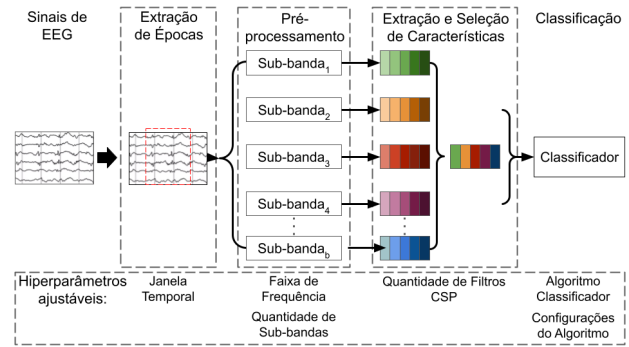 Sinais de
EEG
Extração
de Épocas
Pré-
processamento
Extração e Seleção
de Características
Classificação
Sub-banda1
Sub-banda2
Sub-banda3
Sub-banda4
Sub-bandab
Classificador
Hiperparâmetros
ajustáveis:
Janela
Temporal
Faixa de
Frequência
Quantidade de
Sub-bandas
Quantidade de Filtros
CSP
Algoritmo
Classificador
Configurações
do Algoritmo